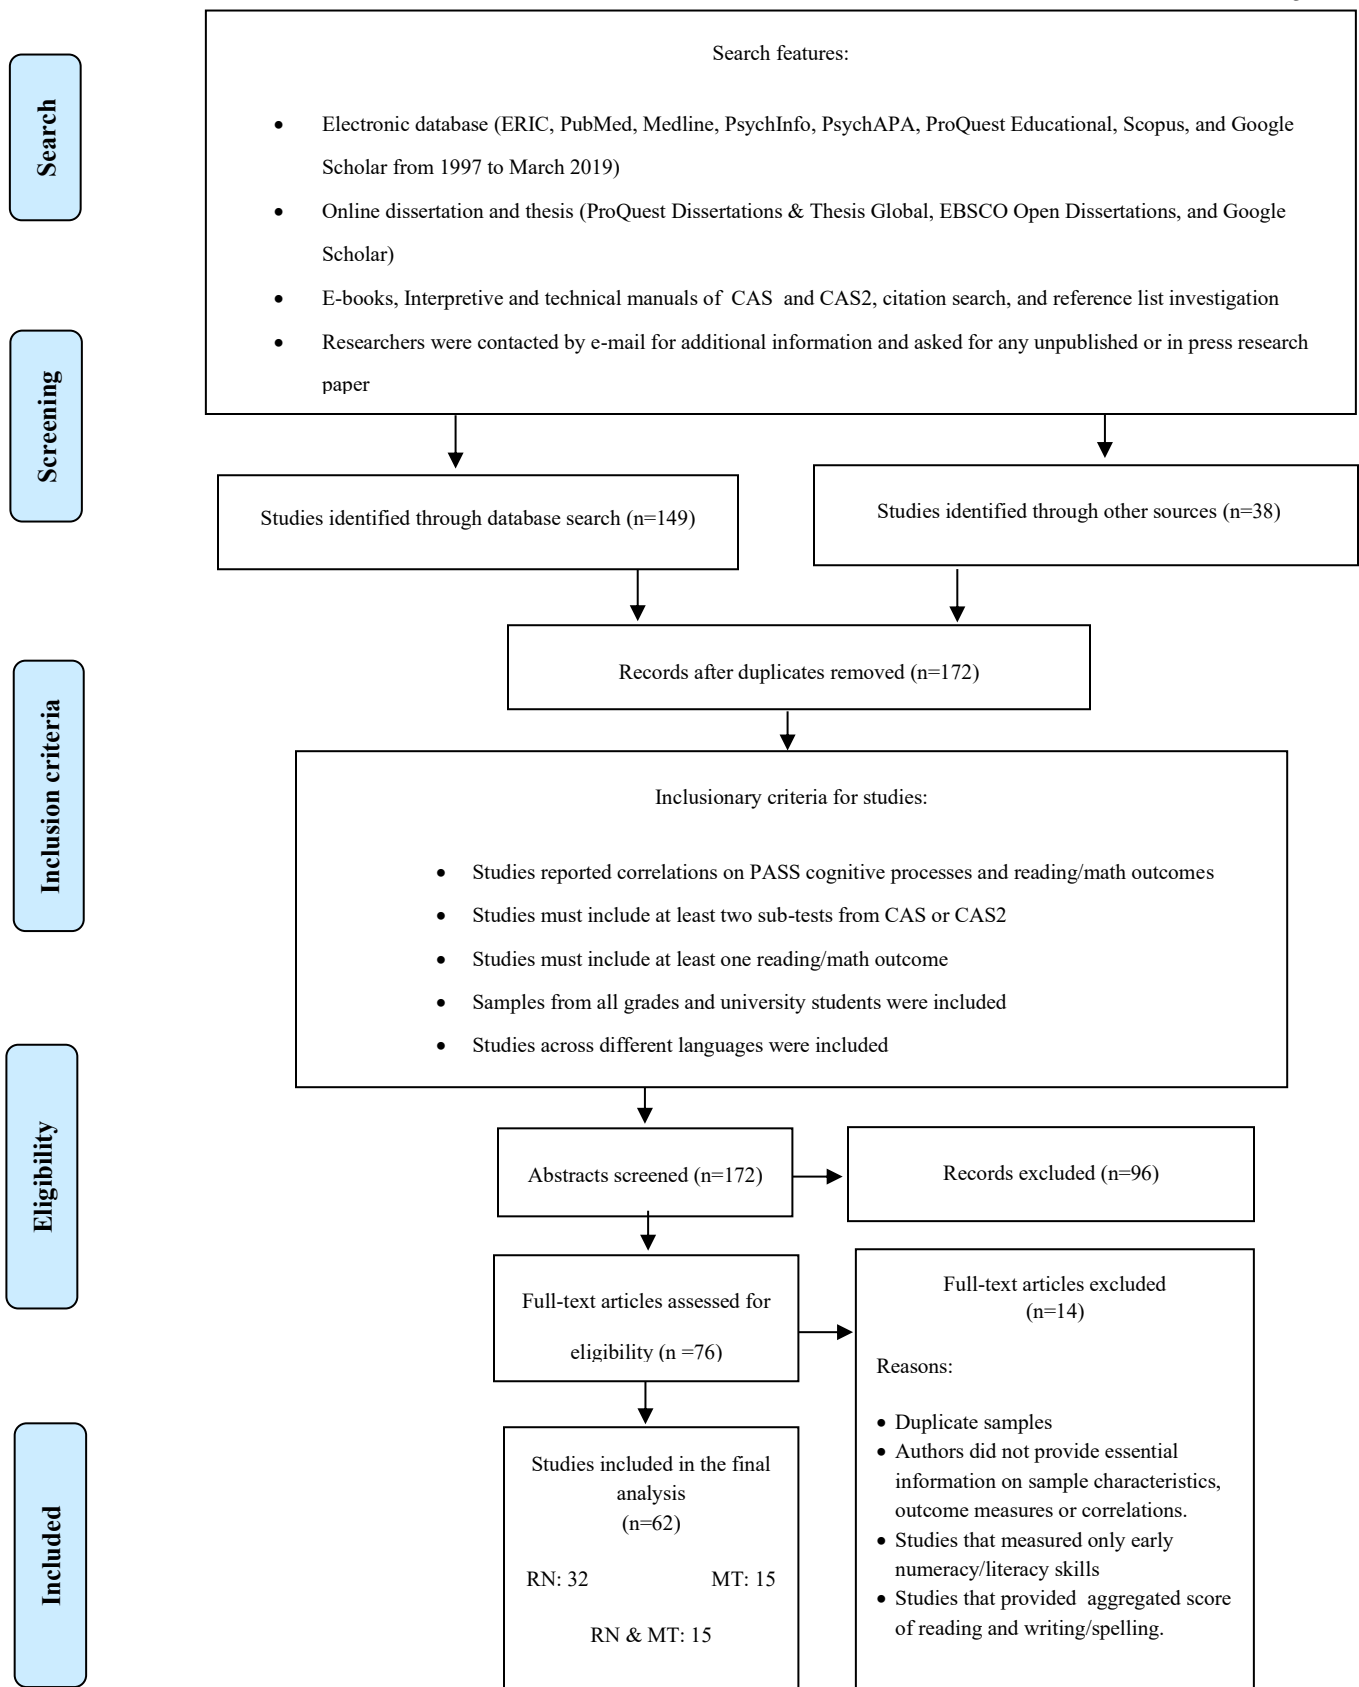 Search
Search features:
• Electronic database (ERIC, PubMed, Medline, PsychInfo, PsychAPA, ProQuest Educational, Scopus, and Google
Scholar from 1997 to March 2019)
• Online dissertation and thesis (ProQuest Dissertations & Thesis Global, EBSCO Open Dissertations, and Google
Scholar)
• E-books, Interpretive and technical manuals of CAS and CAS2, citation search, and reference list investigation
• Researchers were contacted by e-mail for additional information and asked for any unpublished or in press research
paper
Screening
Studies identified through database search (n=149)
Studies identified through other sources (n=38)
Records after duplicates removed (n=172)
Inclusion criteria
Inclusionary criteria for studies:
• Studies reported correlations on PASS cognitive processes and reading/math outcomes
• Studies must include at least two sub-tests from CAS or CAS2
• Studies must include at least one reading/math outcome
• Samples from all grades and university students were included
• Studies across different languages were included
Eligibility
Abstracts screened (n=172)
Records excluded (n=96)
Full-text articles assessed for
eligibility (n =76)
Full-text articles excluded
(n=14)
Reasons:
• Duplicate samples
• Authors did not provide essential
information on sample characteristics,
outcome measures or correlations.
• Studies that measured only early
numeracy/literacy skills
• Studies that provided aggregated score
of reading and writing/spelling.
Included
Studies included in the final
analysis
(n=62)
RN: 32 MT: 15
RN & MT: 15